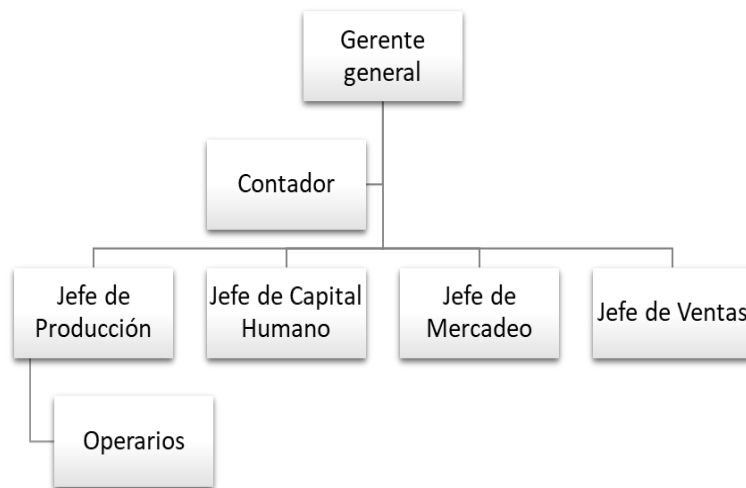 Gerente
general
Contador
Jefe de
Producción
Jefe de Capital
Humano
Jefe de
Mercadeo
Jefe de Ventas
Operarios